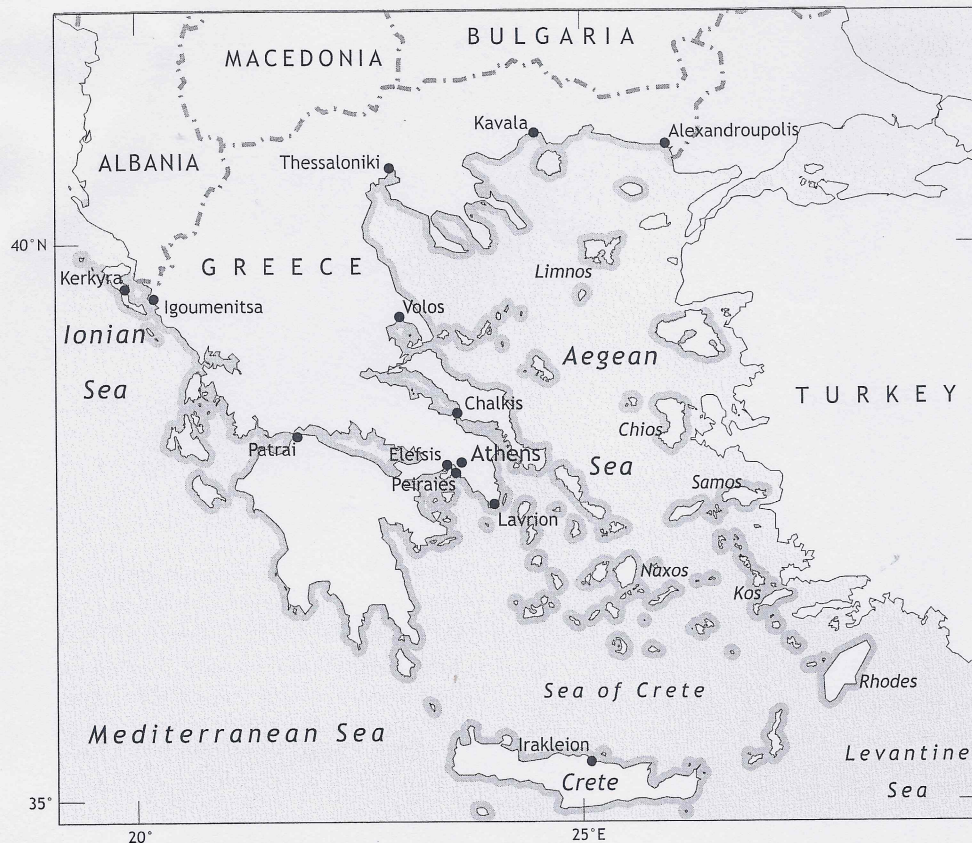 BULGARIA
MACEDONIA
Kavala
Alexandroupolis
Thessaloniki
ALBANIA
40°N
GREECE
Limnos
Kerkyra
Igoumenitsa
Volos
Ionian
Sea
Aegean
Sea
TURKEY
Chalkis
Chios
Patrai
Elefsis
Athens
Peiraies
Samos
Lavrion
Naxos
Kos
Rhodes
Sea of Crete
Mediterranean Sea
Irakleion
Crete
Levantine
Sea
35°
20°
25°E